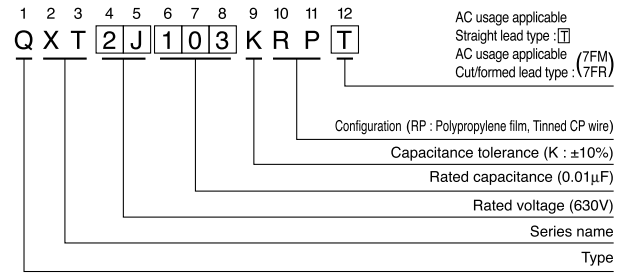 1 2 3 4 5 6 7 8 9 10 11 12
Q X T 2 J 1 0 3 K R P T
AC usage applicable
Straight lead type : T
AC usage applicable
Cut/formed lead type : (7FM 7FR)
Configuration (RP : Polypropylene film, Tinned CP wire)
Capacitance tolerance (K : ±10%)
Rated capacitance (0.01μF)
Rated voltage (630V)
Series name
Type